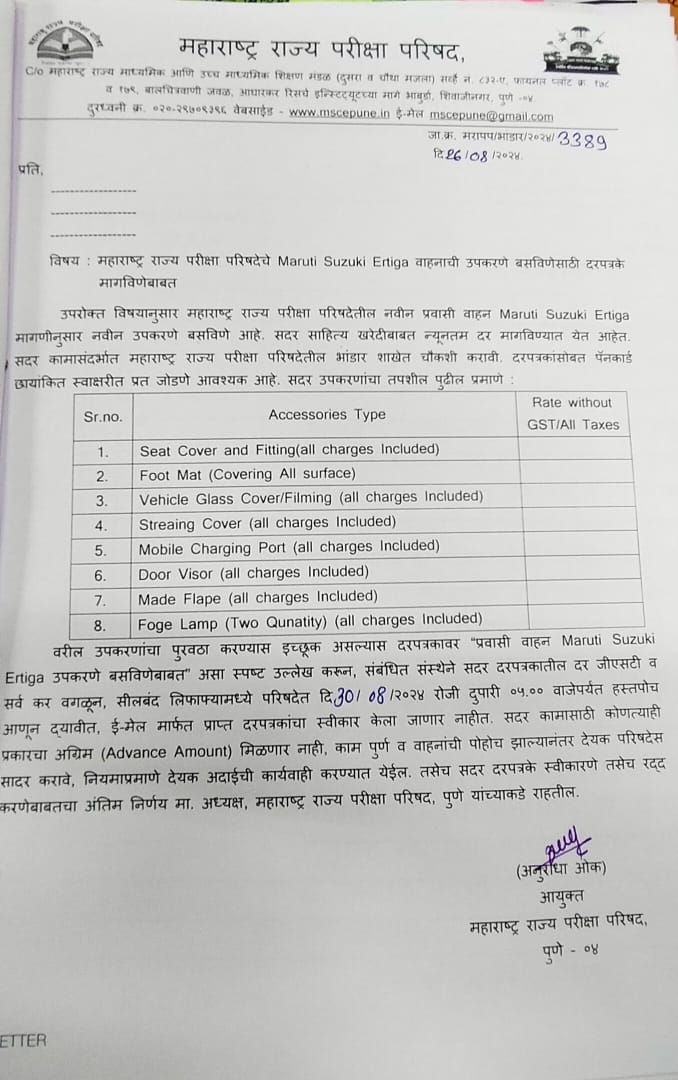 महाराष्ट्र राज्य परीक्षा परिषद,
C/o महाराष्ट्र राज्य माध्यमिक आणि उच्च माध्यमिक शिक्षण मंडळ (दुसरा व चौथा मजला) सर्व्हे नं. ८३२-ए, फायनल प्लॉट क्र. १७८
व १७९, बालचित्रवाणी जवळ, आघारकर रिसर्च इन्स्टिट्युटच्या मागे भांबुर्डा, शिवाजीनगर, पुणे -०४
दुरध्वनी क्र. ०२०-२९७०९३१६ वेबसाईड - www.mscepune.in ई-मेल mscepune@gmail.com
जा.क्र. मरापप/भांडार/२०२४/3389
दि.26/08/२०२४.
प्रति,
विषय : महाराष्ट्र राज्य परीक्षा परिषदेचे Maruti Suzuki Ertiga वाहनाची उपकरणे बसविणेसाठी दरपत्रके
मागविणेबाबत
उपरोक्त विषयानुसार महाराष्ट्र राज्य परीक्षा परिषदेतील नवीन प्रवासी वाहन Maruti Suzuki Ertiga
मागणीनुसार नवीन उपकरणे बसविणे आहे. सदर साहित्य खरेदीबाबत न्यूनतम दर मागविण्यात येत आहेत.
सदर कामासंदर्भात महाराष्ट्र राज्य परीक्षा परिषदेतील भांडार शाखेत चौकशी करावी. दरपत्रकांसोबत पॅनकार्ड
छायांकित स्वाक्षरीत प्रत जोडणे आवश्यक आहे. सदर उपकरणांचा तपशील पुढील प्रमाणे :
Sr.no. Accessories Type Rate without GST/All Taxes
1. Seat Cover and Fitting(all charges Included)
2. Foot Mat (Covering All surface)
3. Vehicle Glass Cover/Filming (all charges Included)
4. Streaing Cover (all charges Included)
5. Mobile Charging Port (all charges Included)
6. Door Visor (all charges Included)
7. Made Flape (all charges Included)
8. Foge Lamp (Two Qunatity) (all charges Included)
वरील उपकरणांचा पुरवठा करण्यास इच्छूक असल्यास दरपत्रकावर “प्रवासी वाहन Maruti Suzuki
Ertiga उपकरणे बसविणेबाबत” असा स्पष्ट उल्लेख करून, संबंधित संस्थेने सदर दरपत्रकातील दर जीएसटी व
सर्व कर वगळून, सीलबंद लिफाफ्यामध्ये परिषदेत दि.30/ 08/२०२४ रोजी दुपारी ०५.०० वाजेपर्यत हस्तपोच
आणून द्यावीत, ई-मेल मार्फत प्राप्त दरपत्रकांचा स्वीकार केला जाणार नाहीत. सदर कामासाठी कोणत्याही
प्रकारचा अग्रिम (Advance Amount) मिळणार नाही, काम पुर्ण व वाहनांची पोहोच झाल्यानंतर देयक परिषदेस
सादर करावे, नियमाप्रमाणे देयक अदाईची कार्यवाही करण्यात येईल. तसेच सदर दरपत्रके स्वीकारणे तसेच रद्द
करणेबाबतचा अंतिम निर्णय मा. अध्यक्ष, महाराष्ट्र राज्य परीक्षा परिषद, पुणे यांच्याकडे राहतील.
(अनुराधा ओक)
आयुक्त
महाराष्ट्र राज्य परीक्षा परिषद,
पुणे - ०४
ETTER